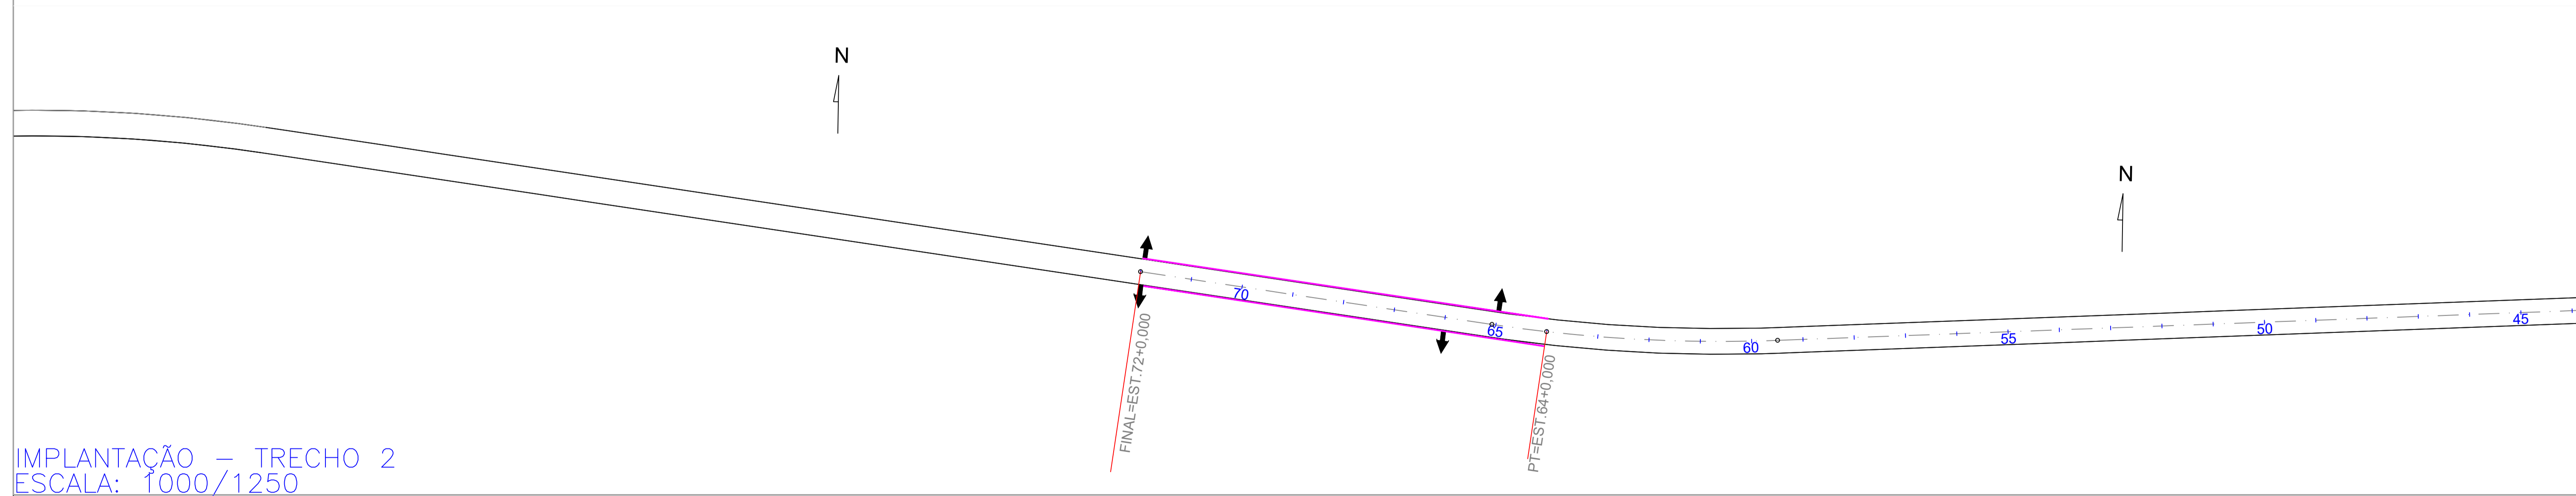 N
N
70
65
60
55
50
45
FINAL=EST.72+0,000
PT=EST.64+0,000
IMPLANTAÇÃO – TRECHO 2
ESCALA: 1000/1250